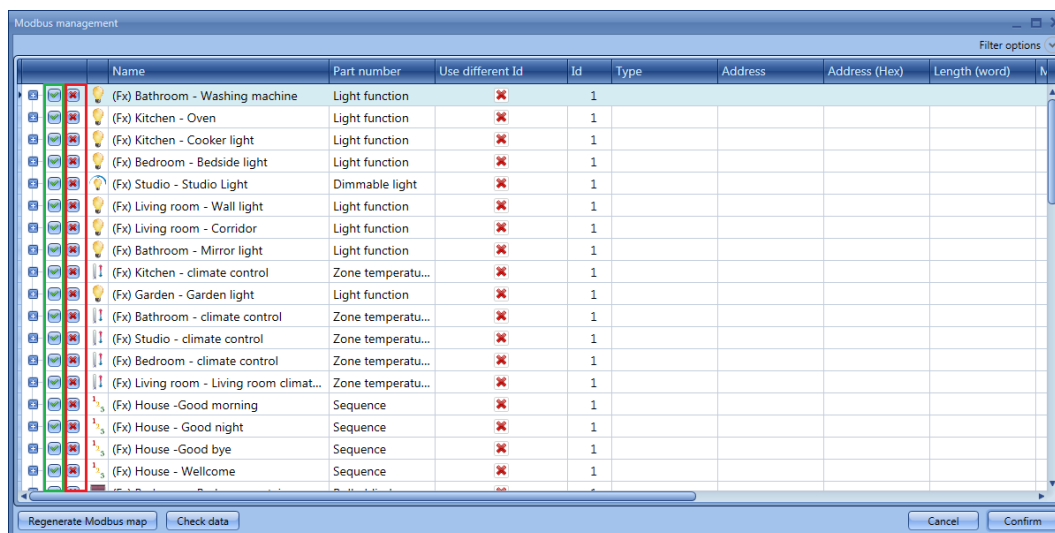 Modbus management
Filter options
Name Part number Use different Id Id Type Address Address (Hex) Length (word)
(Fx) Bathroom - Washing machine Light function 1
(Fx) Kitchen - Oven Light function 1
(Fx) Kitchen - Cooker light Light function 1
(Fx) Bedroom - Bedside light Light function 1
(Fx) Studio - Studio Light Dimmable light 1
(Fx) Living room - Wall light Light function 1
(Fx) Living room - Corridor Light function 1
(Fx) Bathroom - Mirror light Light function 1
(Fx) Kitchen - climate control Zone temperatu... 1
(Fx) Garden - Garden light Light function 1
(Fx) Bathroom - climate control Zone temperatu... 1
(Fx) Studio - climate control Zone temperatu... 1
(Fx) Bedroom - climate control Zone temperatu... 1
(Fx) Living room - Living room climat... Zone temperatu... 1
(Fx) House -Good morning Sequence 1
(Fx) House - Good night Sequence 1
(Fx) House -Good bye Sequence 1
(Fx) House - Wellcome Sequence 1
Regenerate Modbus map Check data Cancel Confirm